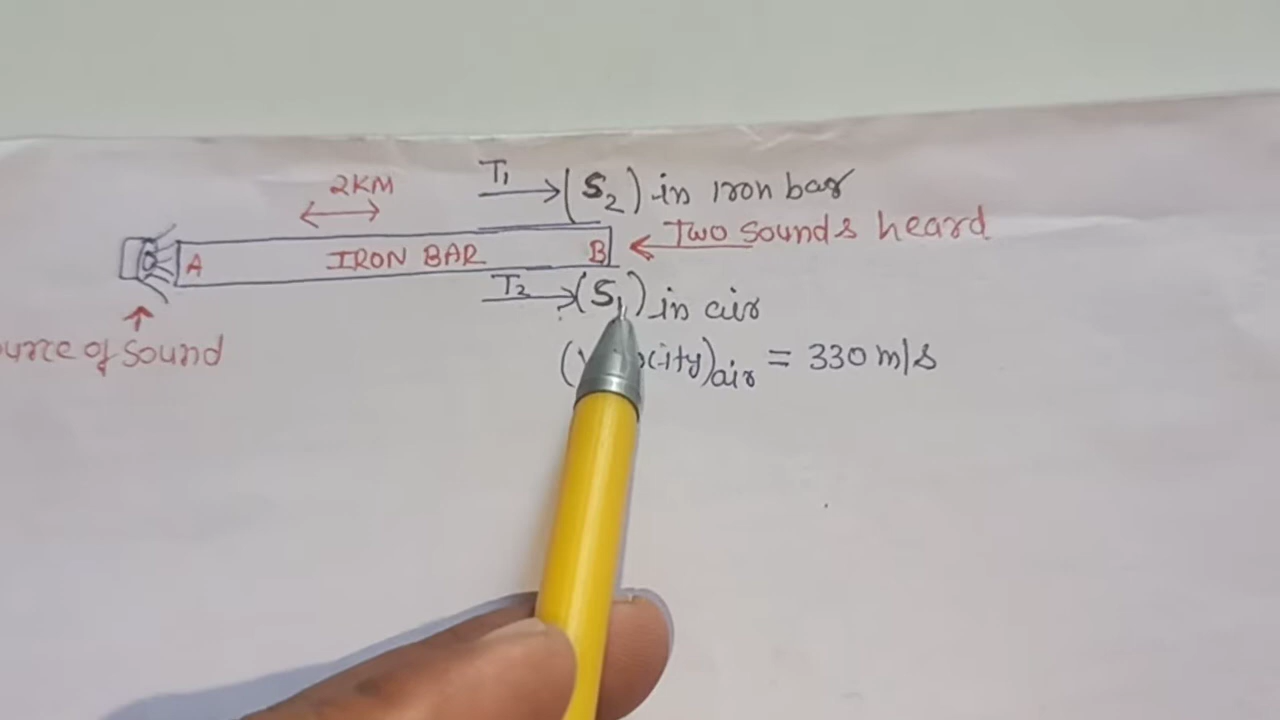 2KM
T1 (S2) in iron bar
Two sounds heard
A IRON BAR B
T2 (S1) in air
source of sound
)air = 330 m/s